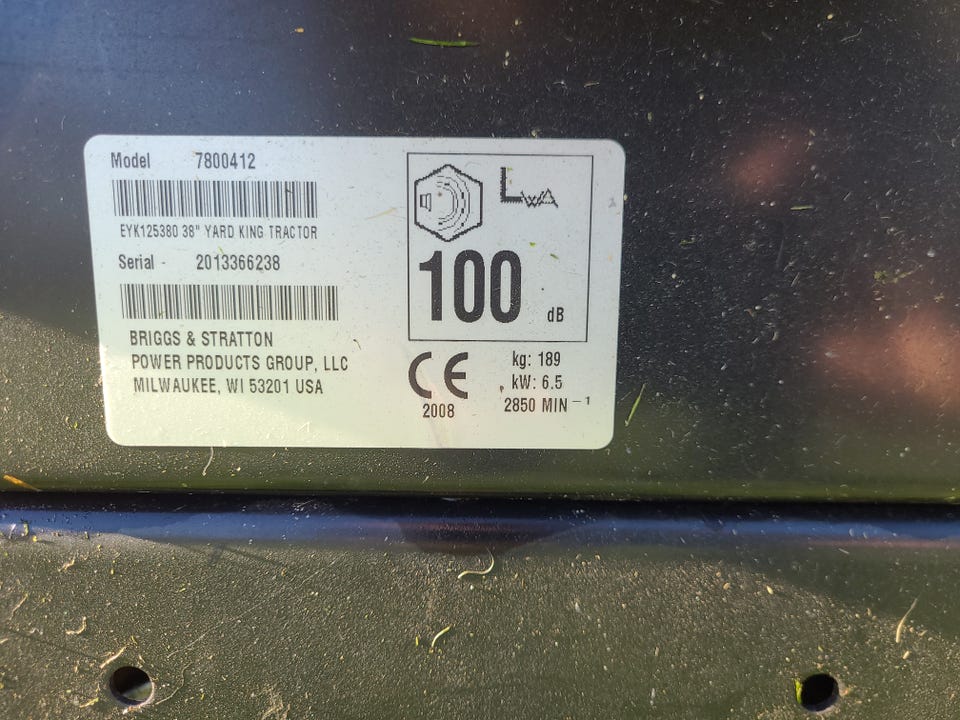 Model 7800412
EYK125380 38" YARD KING TRACTOR
Serial - 2013366238
BRIGGS & STRATTON
POWER PRODUCTS GROUP, LLC
MILWAUKEE, WI 53201 USA
LWA
100 dB
CE
2008
kg: 189
kW: 6.5
2850 MIN⁻¹